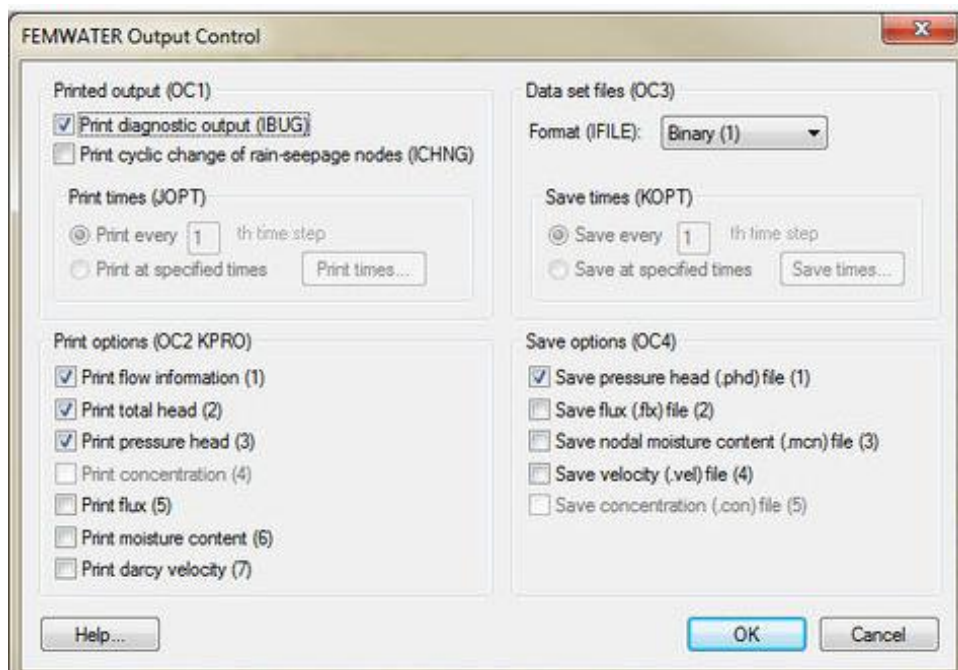 FEMWATER Output Control
Printed output (OC1)
Print diagnostic output (IBUG)
Print cyclic change of rain-seepage nodes (ICHNG)
Print times (JOPT)
Print every 1 th time step
Print at specified times Print times...
Data set files (OC3)
Format (IFILE): Binary (1)
Save times (KOPT)
Save every 1 th time step
Save at specified times Save times...
Print options (OC2 KPRO)
Print flow information (1)
Print total head (2)
Print pressure head (3)
Print concentration (4)
Print flux (5)
Print moisture content (6)
Print darcy velocity (7)
Save options (OC4)
Save pressure head (.phd) file (1)
Save flux (.flx) file (2)
Save nodal moisture content (.mcn) file (3)
Save velocity (.vel) file (4)
Save concentration (.con) file (5)
Help... OK Cancel